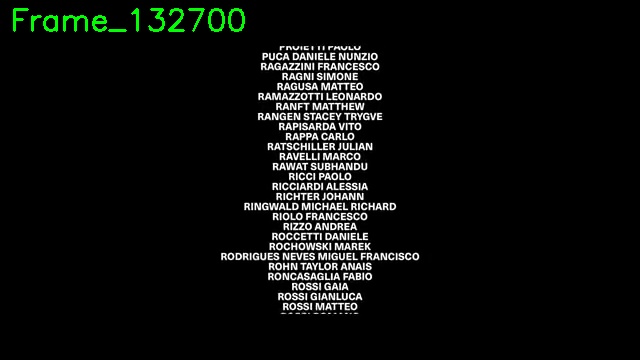 Frame_132700
PROIETTI PAOLO
PUCA DANIELE NUNZIO
RAGAZZINI FRANCESCO
RAGNI SIMONE
RAGUSA MATTEO
RAMAZZOTTI LEONARDO
RANFT MATTHEW
RANGEN STACEY TRYGVE
RAPISARDA VITO
RAPPA CARLO
RATSCHILLER JULIAN
RAVELLI MARCO
RAWAT SUBHANDU
RICCI PAOLO
RICCIARDI ALESSIA
RICHTER JOHANN
RINGWALD MICHAEL RICHARD
RIOLO FRANCESCO
RIZZO ANDREA
ROCCETTI DANIELE
ROCHOWSKI MAREK
RODRIGUES NEVES MIGUEL FRANCISCO
ROHN TAYLOR ANAIS
RONCASAGLIA FABIO
ROSSI GAIA
ROSSI GIANLUCA
ROSSI MATTEO